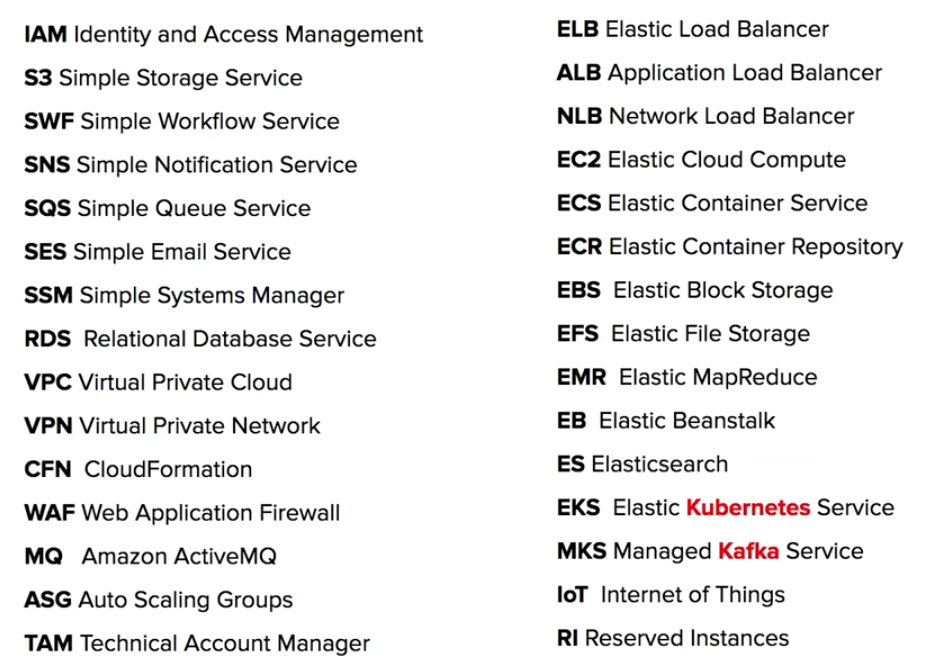 IAM Identity and Access Management
S3 Simple Storage Service
SWF Simple Workflow Service
SNS Simple Notification Service
SQS Simple Queue Service
SES Simple Email Service
SSM Simple Systems Manager
RDS Relational Database Service
VPC Virtual Private Cloud
VPN Virtual Private Network
CFN CloudFormation
WAF Web Application Firewall
MQ Amazon ActiveMQ
ASG Auto Scaling Groups
TAM Technical Account Manager
ELB Elastic Load Balancer
ALB Application Load Balancer
NLB Network Load Balancer
EC2 Elastic Cloud Compute
ECS Elastic Container Service
ECR Elastic Container Repository
EBS Elastic Block Storage
EFS Elastic File Storage
EMR Elastic MapReduce
EB Elastic Beanstalk
ES Elasticsearch
EKS Elastic Kubernetes Service
MKS Managed Kafka Service
IoT Internet of Things
RI Reserved Instances